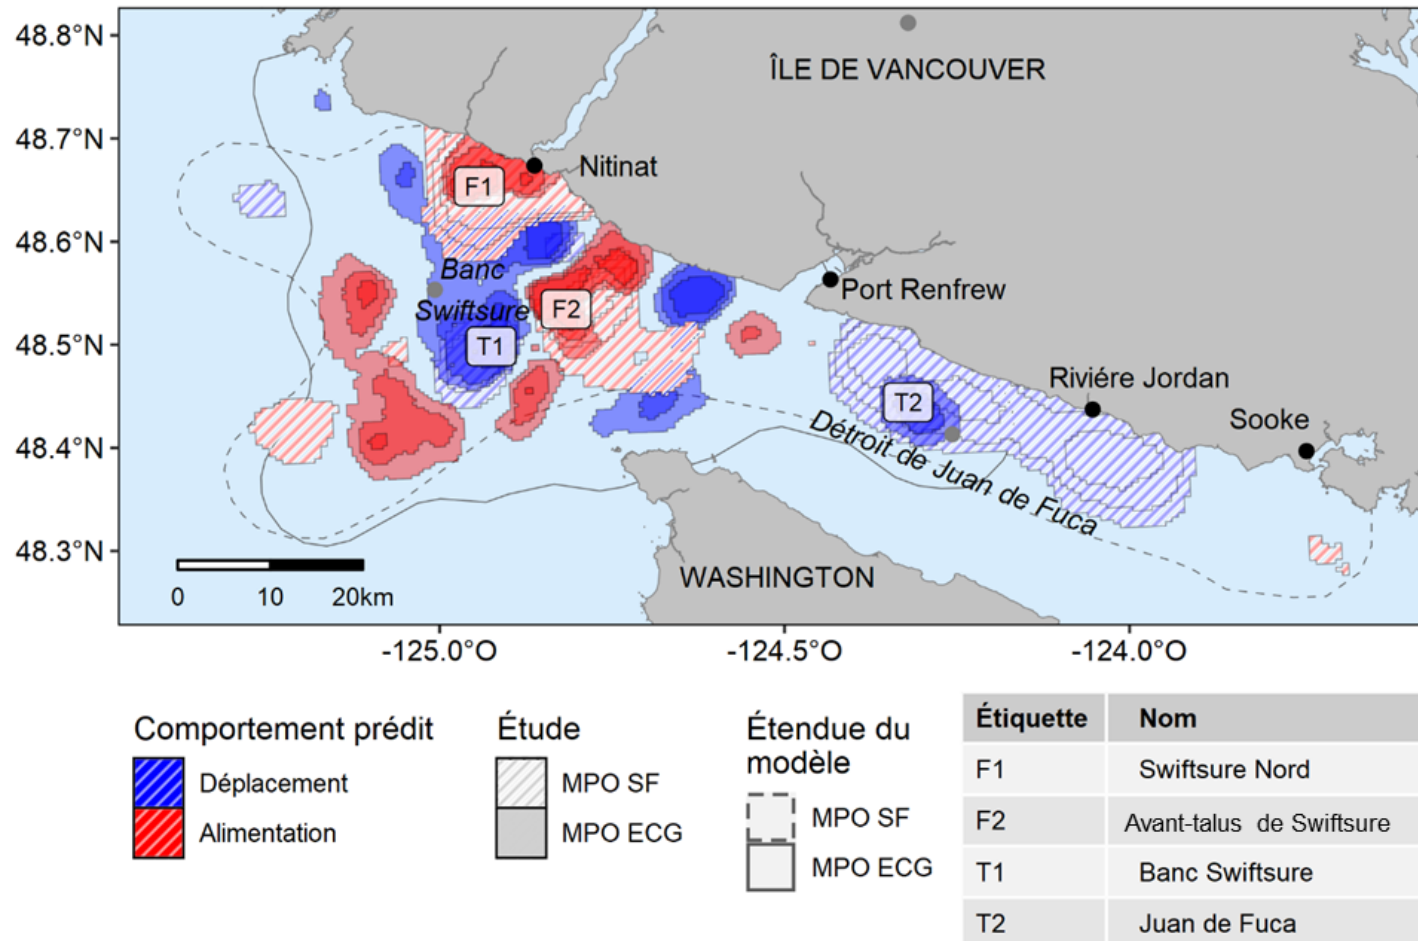 48.8°N
48.7°N
48.6°N
48.5°N
48.4°N
48.3°N
ÎLE DE VANCOUVER
Nitinat
F1
Banc
Swiftsure
F2
T1
Port Renfrew
T2
Riviére Jordan
Sooke
Détroit de Juan de Fuca
WASHINGTON
0 10 20km
-125.0°O -124.5°O -124.0°O
Comportement prédit
Déplacement
Alimentation
Étude
MPO SF
MPO ECG
Étendue du
modèle
MPO SF
MPO ECG
Étiquette Nom
F1 Swiftsure Nord
F2 Avant-talus de Swiftsure
T1 Banc Swiftsure
T2 Juan de Fuca